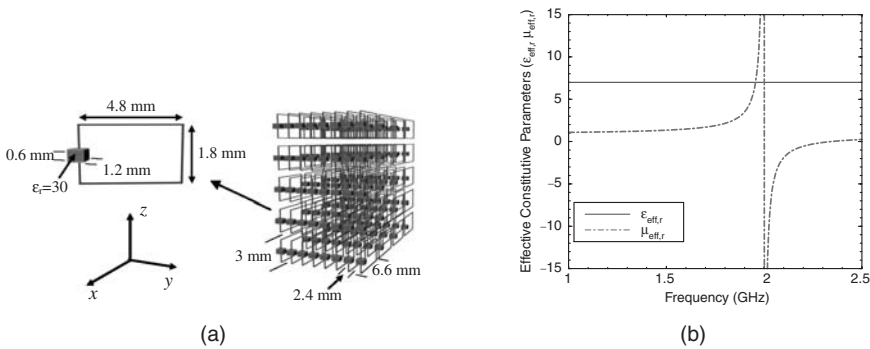 4.8 mm
0.6 mm
1.2 mm
1.8 mm
εr=30
z
x
y
3 mm
6.6 mm
2.4 mm
(a)
Effective Constitutive Parameters (εeff,r μeff,r)
15
10
5
0
−5
−10
−15
εeff,r
μeff,r
1
1.5
2
2.5
Frequency (GHz)
(b)